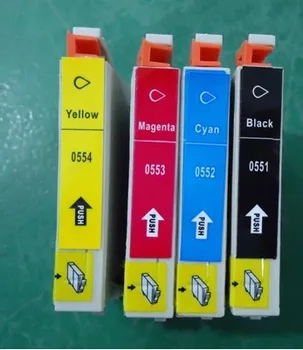 Yellow
0554
PUSH
Magenta
0553
PUSH
Cyan
0552
PUSH
Black
0551
PUSH